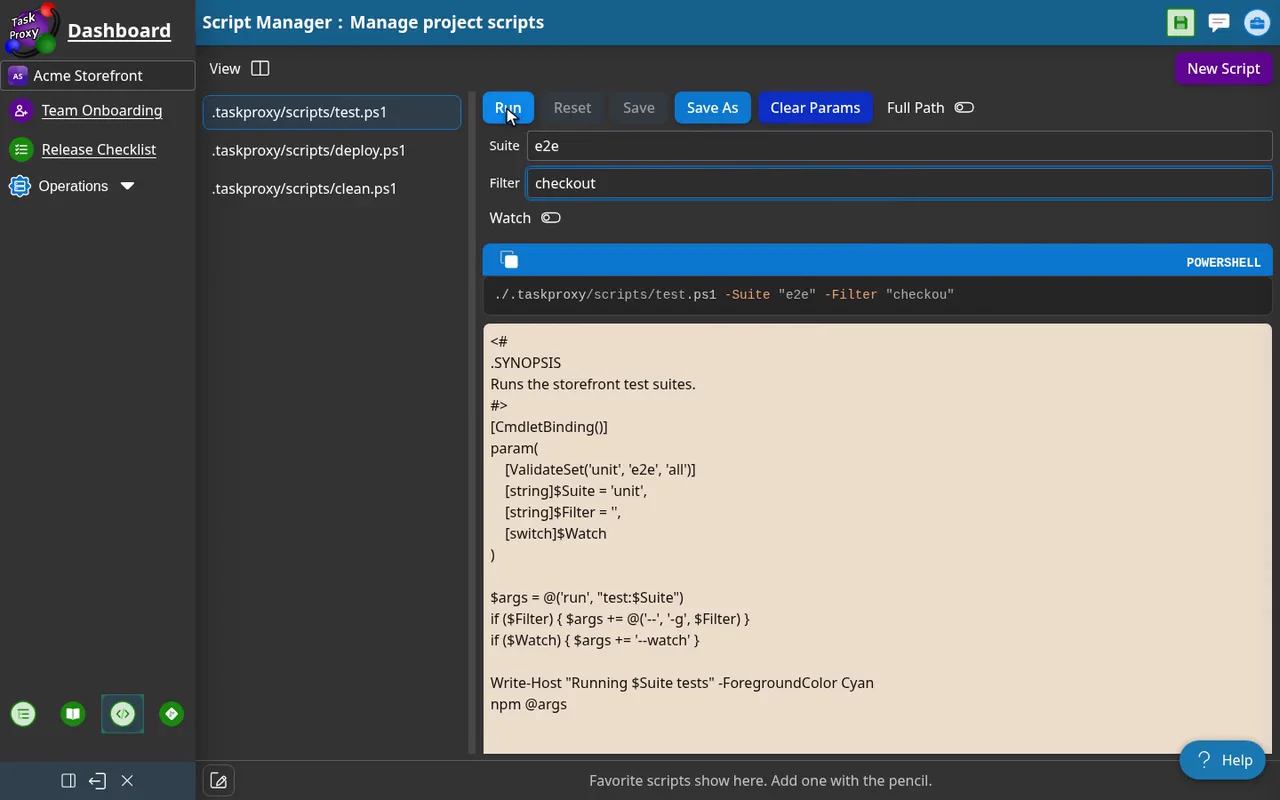 Task
Proxy
Dashboard
Script Manager : Manage project scripts
AS Acme Storefront
Team Onboarding
Release Checklist
Operations
View
New Script
.taskproxy/scripts/test.ps1
.taskproxy/scripts/deploy.ps1
.taskproxy/scripts/clean.ps1
Run Reset Save Save As Clear Params Full Path
Suite e2e
Filter checkout
Watch
POWERSHELL
./.taskproxy/scripts/test.ps1 -Suite "e2e" -Filter "checkou"
<#
.SYNOPSIS
Runs the storefront test suites.
#>
[CmdletBinding()]
param(
    [ValidateSet('unit', 'e2e', 'all')]
    [string]$Suite = 'unit',
    [string]$Filter = '',
    [switch]$Watch
)
$args = @('run', "test:$Suite")
if ($Filter) { $args += @('--', '-g', $Filter) }
if ($Watch) { $args += '--watch' }
Write-Host "Running $Suite tests" -ForegroundColor Cyan
npm @args
Favorite scripts show here. Add one with the pencil.
? Help